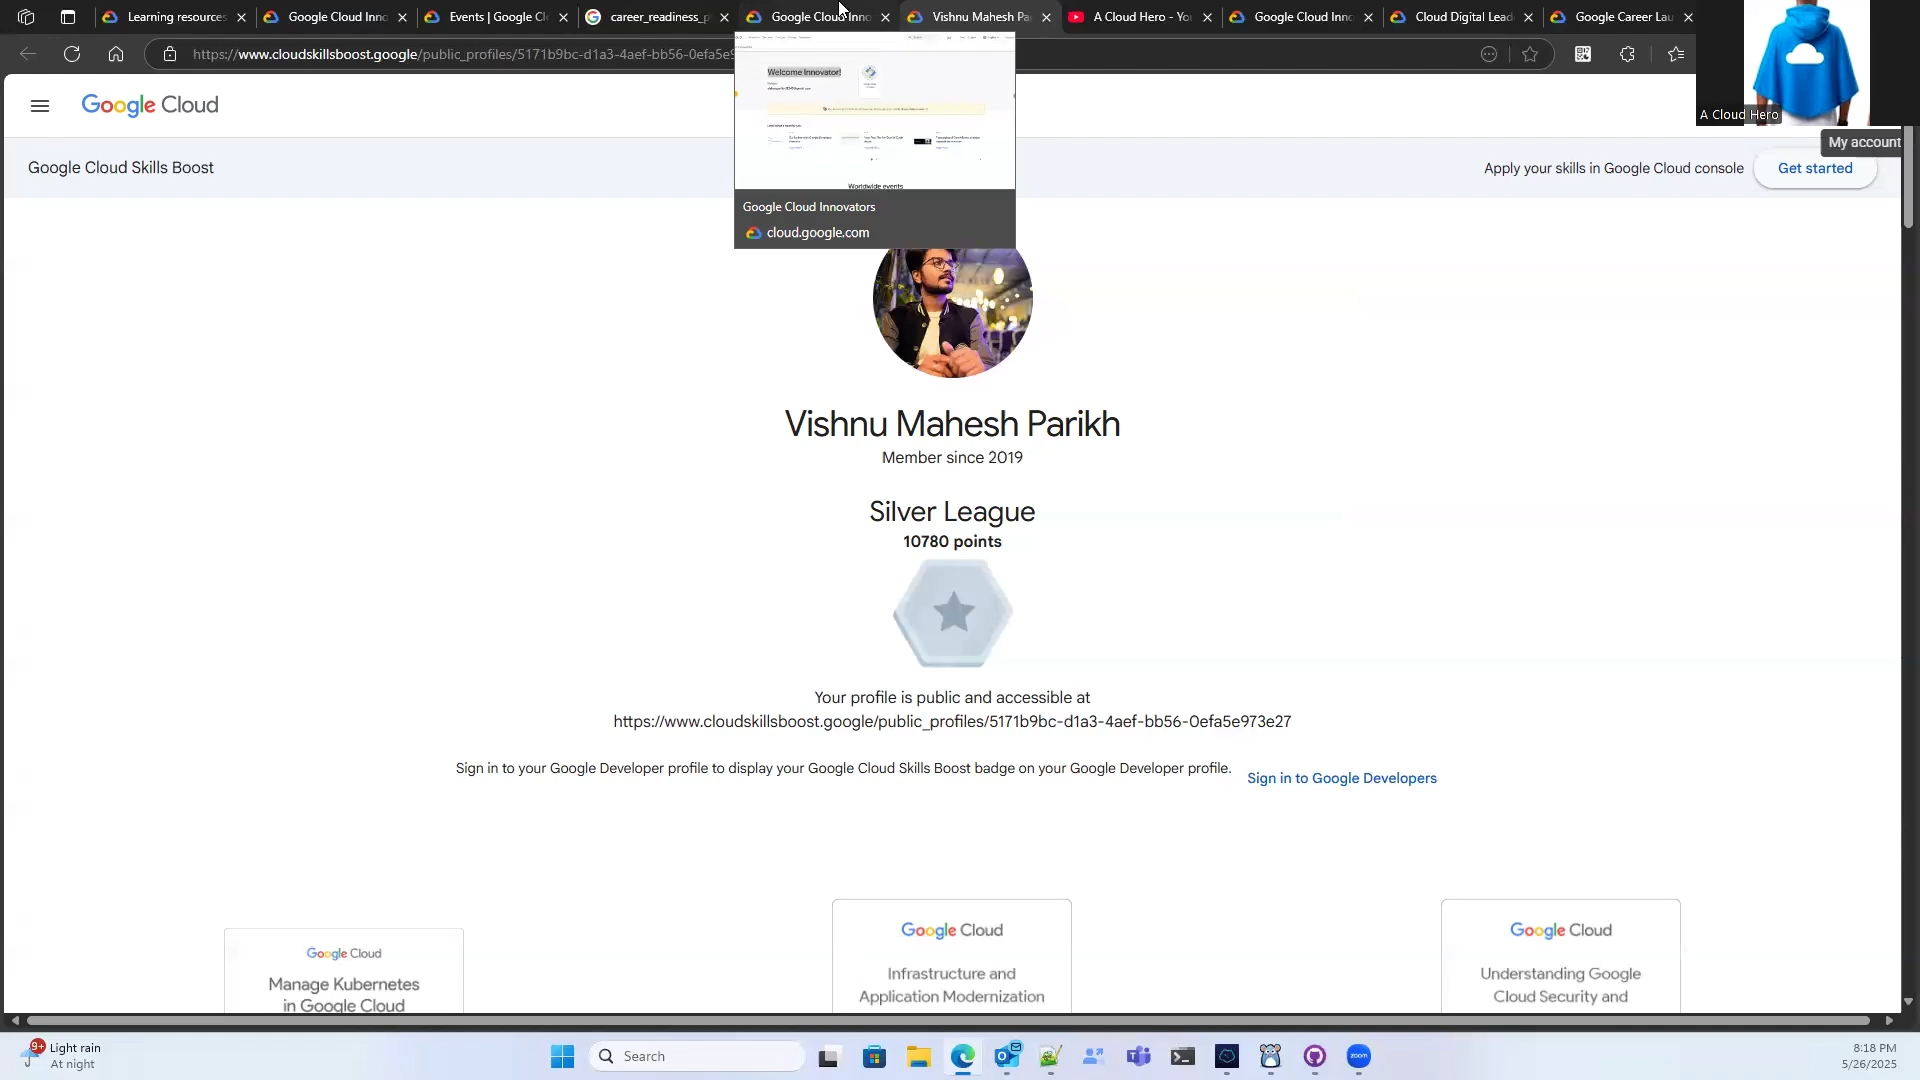 Learning resources
Google Cloud Inno
Events | Google Cl
career_readiness_p
Google Cloud Inno
Vishnu Mahesh Pa
A Cloud Hero - Yo
Google Cloud Inno
Cloud Digital Lead
Google Career Lau
https://www.cloudskillsboost.google/public_profiles/5171b9bc-d1a3-4aef-bb56-0efa5e9
Google Cloud
A Cloud Hero
My account
Google Cloud Skills Boost
Apply your skills in Google Cloud console
Get started
Welcome Innovator!
Worldwide events
Google Cloud Innovators
cloud.google.com
Vishnu Mahesh Parikh
Member since 2019
Silver League
10780 points
Your profile is public and accessible at
https://www.cloudskillsboost.google/public_profiles/5171b9bc-d1a3-4aef-bb56-0efa5e973e27
Sign in to your Google Developer profile to display your Google Cloud Skills Boost badge on your Google Developer profile.
Sign in to Google Developers
Google Cloud
Manage Kubernetes
in Google Cloud
Google Cloud
Infrastructure and
Application Modernization
Google Cloud
Understanding Google
Cloud Security and
9+
Light rain
At night
Search
zoom
8:18 PM
5/26/2025